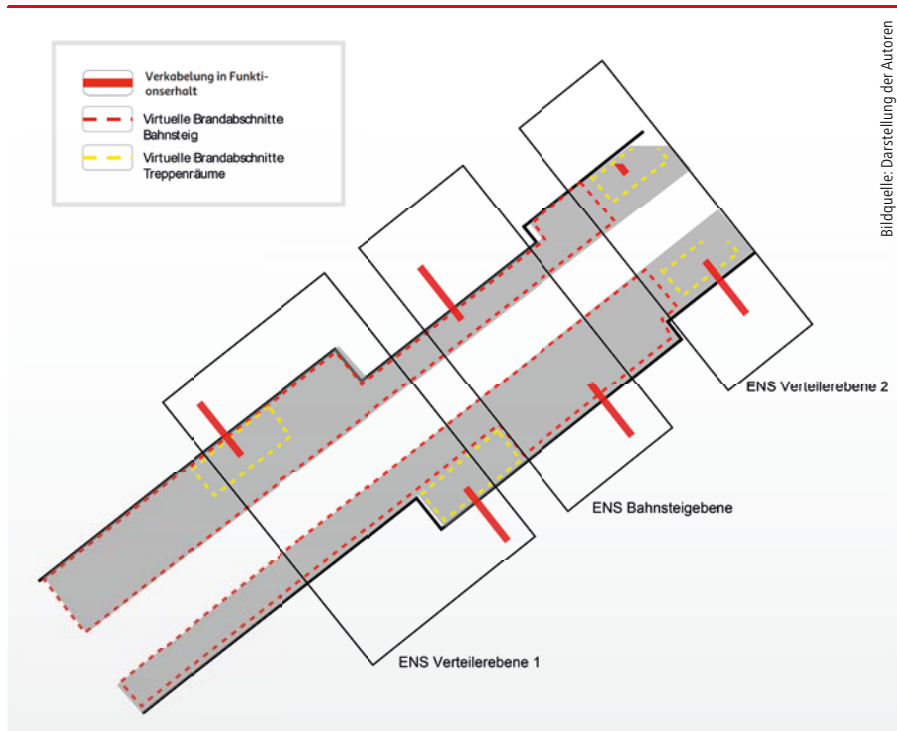 Verkabelung in Funkti-
onserhalt
Virtuelle Brandabschnitte
Bahnsteig
Virtuelle Brandabschnitte
Treppenräume
Bildquelle: Darstellung der Autoren
ENS Verteilerebene 2
ENS Bahnsteigebene
ENS Verteilerebene 1